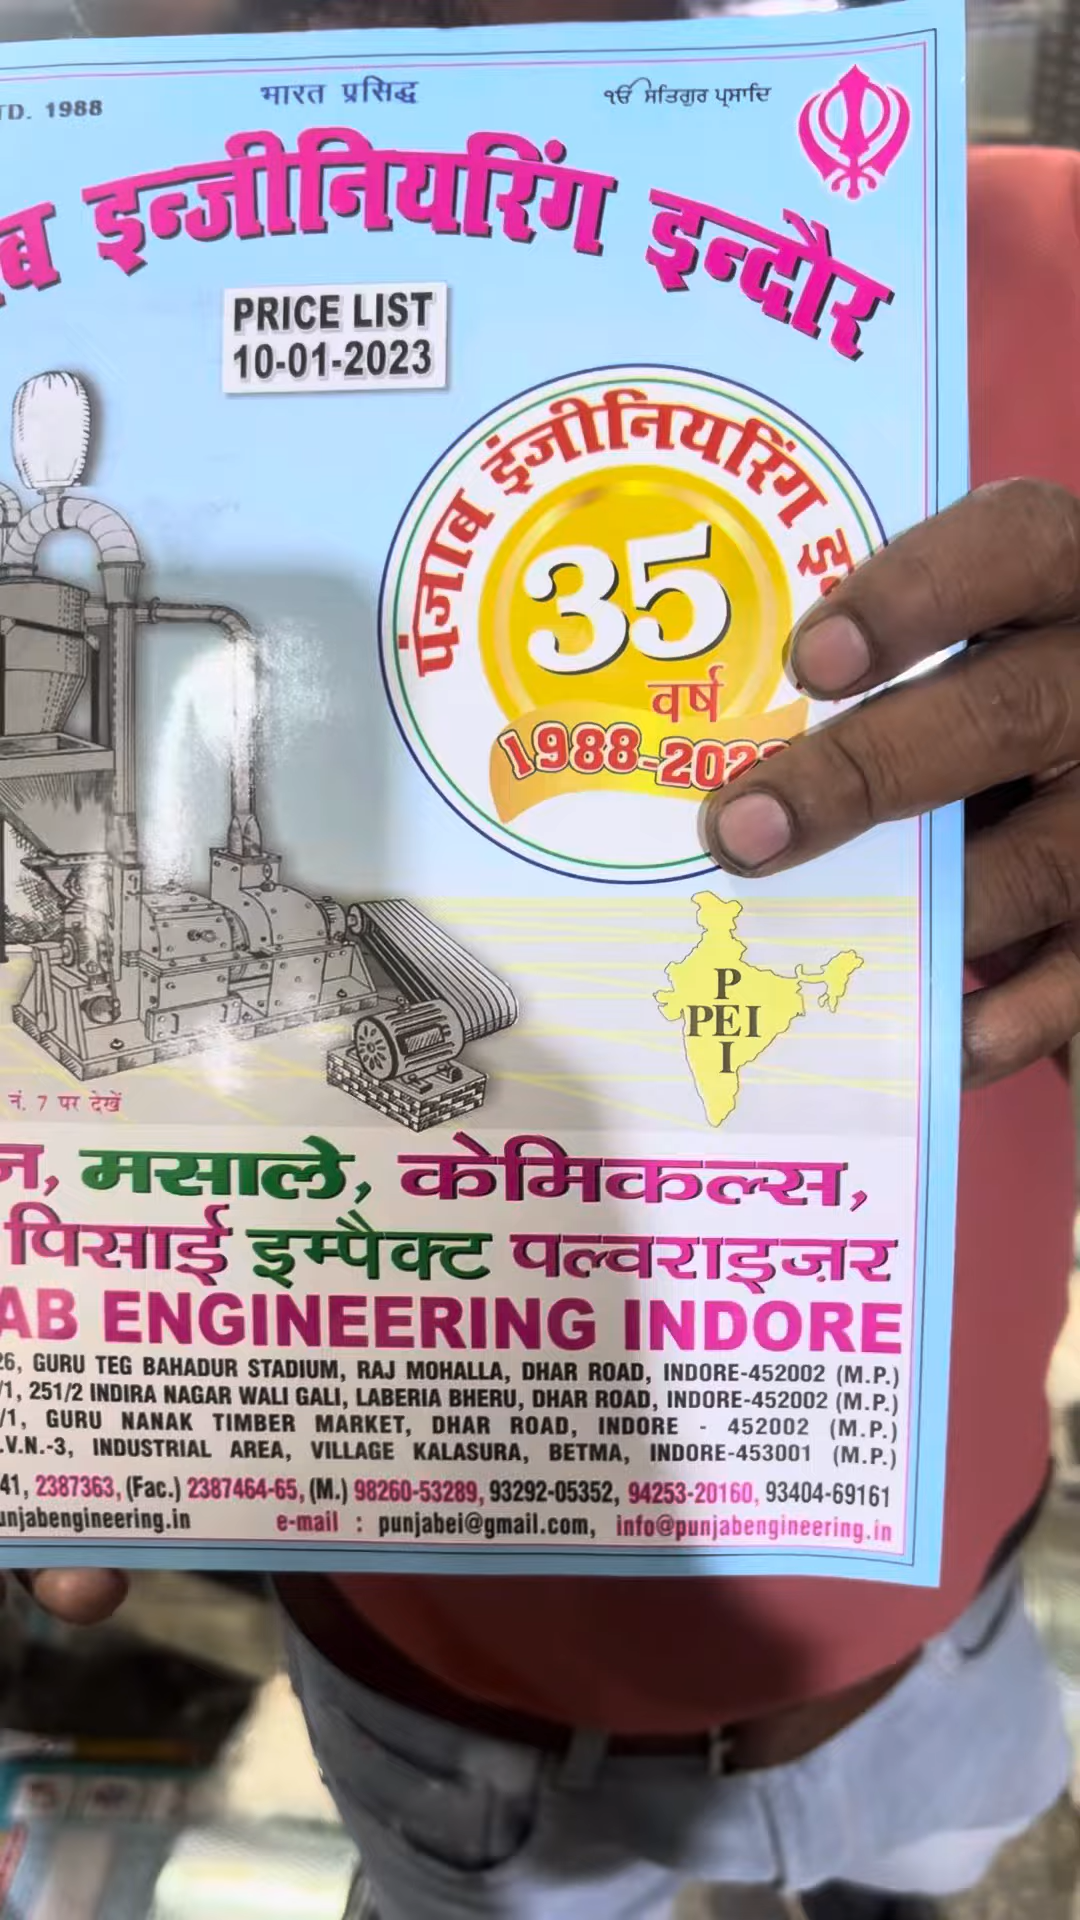 TD. 1988
भारत प्रसिद्ध
ੴ ਸਤਿਗੁਰ ਪ੍ਰਸਾਦਿ
ब इन्जीनियरिंग इन्दौर
PRICE LIST
10-01-2023
पंजाब इंजीनियरिंग
35
वर्ष
1988-202
P
PEI
I
नं. 7 पर देखें
न, मसाले, केमिकल्स,
पिसाई इम्पैक्ट पल्वराइज़र
AB ENGINEERING INDORE
26, GURU TEG BAHADUR STADIUM, RAJ MOHALLA, DHAR ROAD, INDORE-452002 (M.P.)
/1, 251/2 INDIRA NAGAR WALI GALI, LABERIA BHERU, DHAR ROAD, INDORE-452002 (M.P.)
/1, GURU NANAK TIMBER MARKET, DHAR ROAD, INDORE - 452002 (M.P.)
.V.N.-3, INDUSTRIAL AREA, VILLAGE KALASURA, BETMA, INDORE-453001 (M.P.)
41, 2387363, (Fac.) 2387464-65, (M.) 98260-53289, 93292-05352, 94253-20160, 93404-69161
unjabengineering.in e-mail : punjabei@gmail.com, info@punjabengineering.in